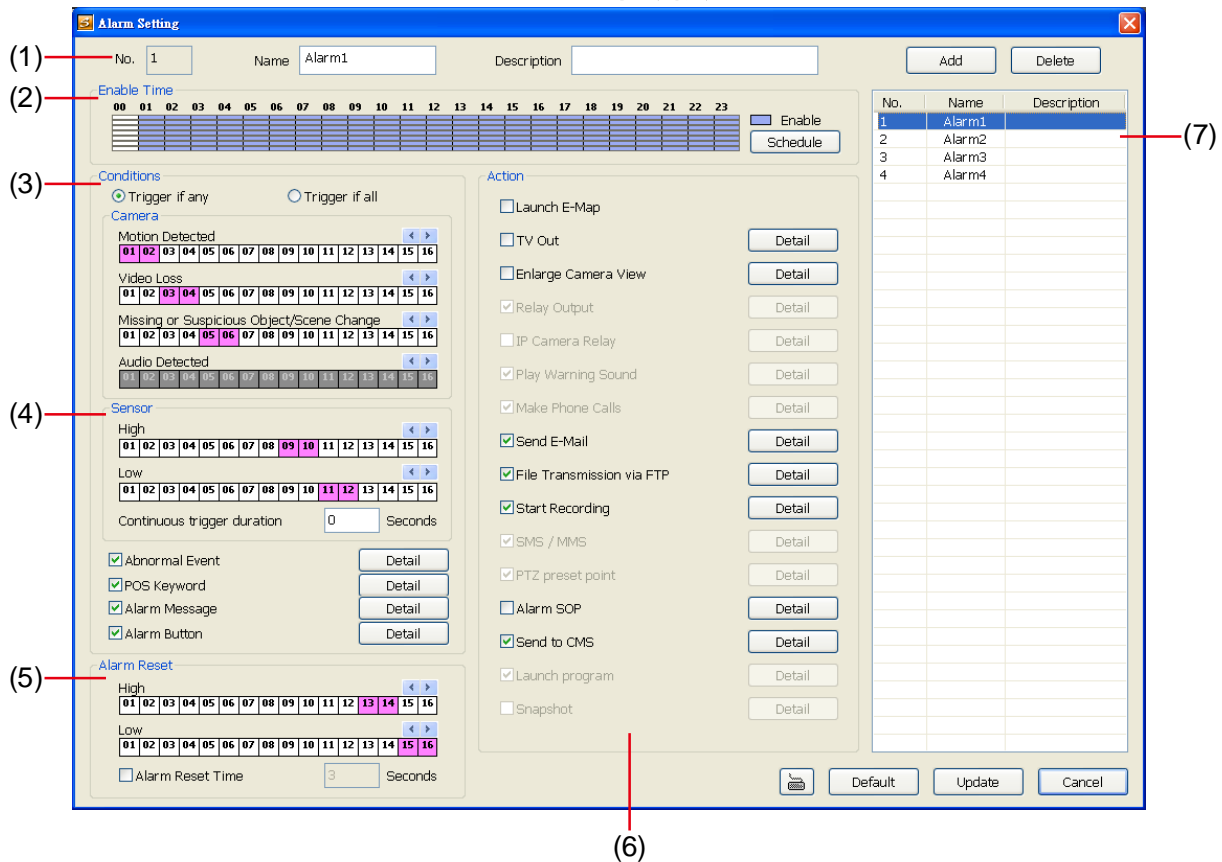 Alarm Setting
(1)
No. 1 Name Alarm1 Description Add Delete
(2)
Enable Time
00 01 02 03 04 05 06 07 08 09 10 11 12 13 14 15 16 17 18 19 20 21 22 23
Enable
Schedule
(3)
Conditions
Trigger if any Trigger if all
Camera
Motion Detected < >
01 02 03 04 05 06 07 08 09 10 11 12 13 14 15 16
Video Loss < >
01 02 03 04 05 06 07 08 09 10 11 12 13 14 15 16
Missing or Suspicious Object/Scene Change < >
01 02 03 04 05 06 07 08 09 10 11 12 13 14 15 16
Audio Detected < >
01 02 03 04 05 06 07 08 09 10 11 12 13 14 15 16
(4)
Sensor
High < >
01 02 03 04 05 06 07 08 09 10 11 12 13 14 15 16
Low < >
01 02 03 04 05 06 07 08 09 10 11 12 13 14 15 16
Continuous trigger duration 0 Seconds
Abnormal Event Detail
POS Keyword Detail
Alarm Message Detail
Alarm Button Detail
(5)
Alarm Reset
High < >
01 02 03 04 05 06 07 08 09 10 11 12 13 14 15 16
Low < >
01 02 03 04 05 06 07 08 09 10 11 12 13 14 15 16
Alarm Reset Time 3 Seconds
Action
Launch E-Map
TV Out Detail
Enlarge Camera View Detail
Relay Output Detail
IP Camera Relay Detail
Play Warning Sound Detail
Make Phone Calls Detail
Send E-Mail Detail
File Transmission via FTP Detail
Start Recording Detail
SMS / MMS Detail
PTZ preset point Detail
Alarm SOP Detail
Send to CMS Detail
Launch program Detail
Snapshot Detail
(6)
No. Name Description
1 Alarm1
2 Alarm2
3 Alarm3
4 Alarm4
(7)
Default Update Cancel